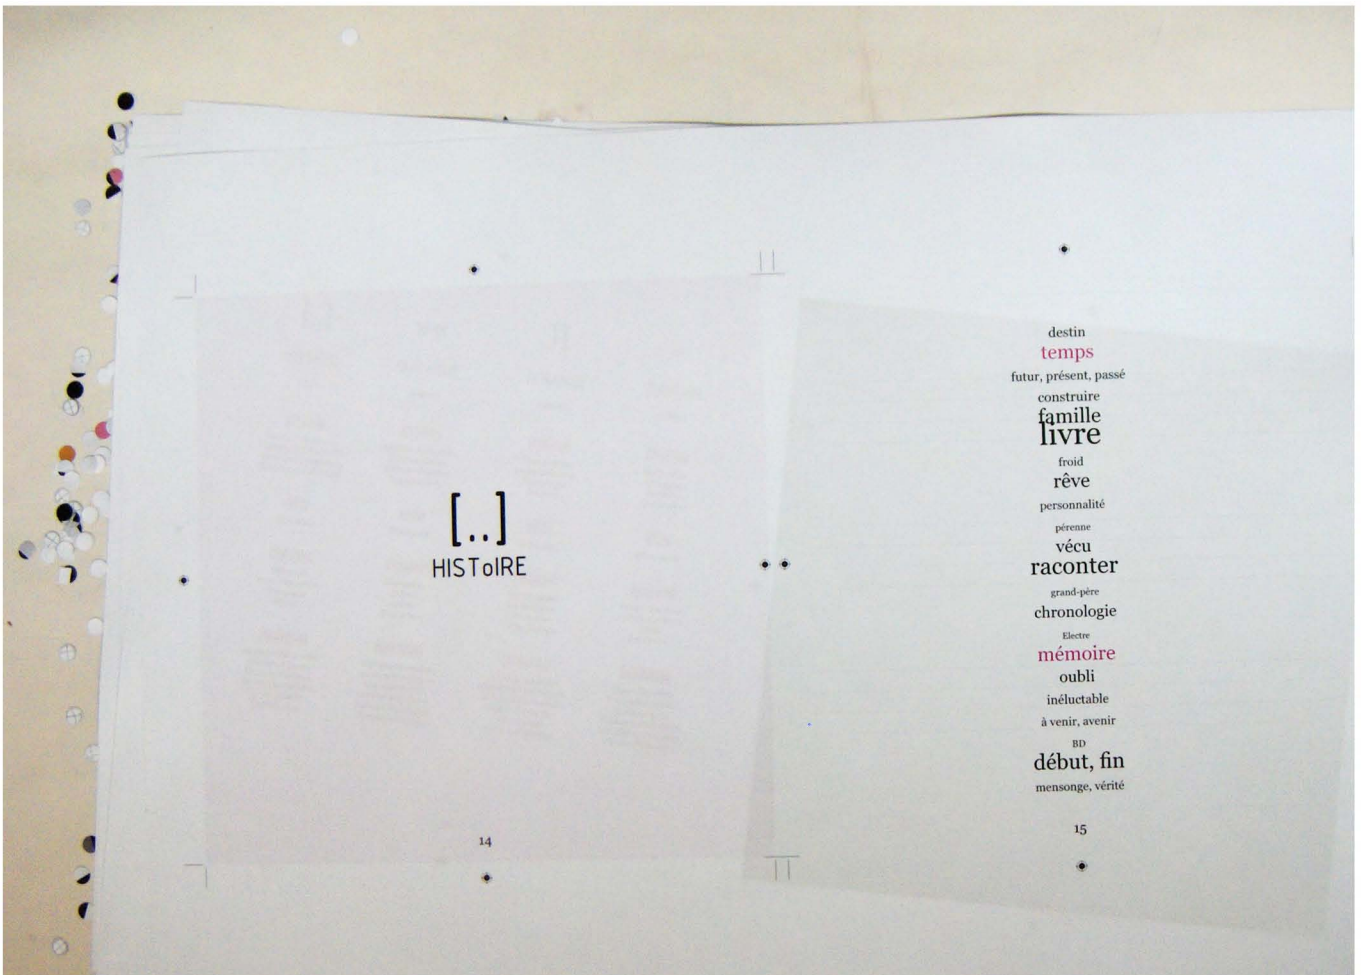 [..]
HISToIRE
14
destin
temps
futur, présent, passé
construire
famille
livre
froid
rêve
personnalité
pérenne
vécu
raconter
grand-père
chronologie
Electre
mémoire
oubli
inéluctable
à venir, avenir
BD
début, fin
mensonge, vérité
15